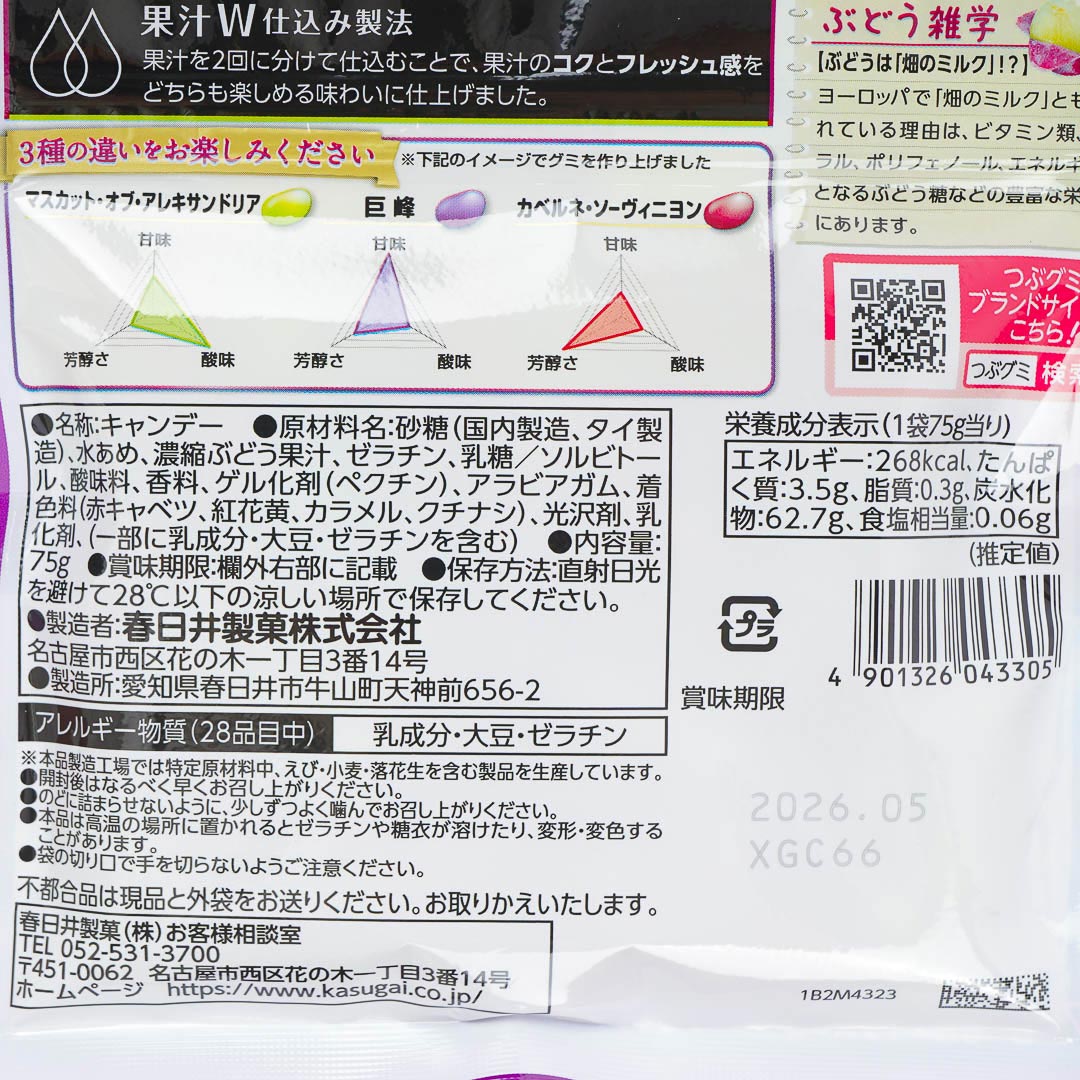 果汁W仕込み製法
果汁を2回に分けて仕込むことで、果汁のコクとフレッシュ感を
どちらも楽しめる味わいに仕上げました。
ぶどう雑学
【ぶどうは「畑のミルク」!?】
ヨーロッパで「畑のミルク」とも
れている理由は、ビタミン類、
ラル、ポリフェノール、エネルギ
となるぶどう糖などの豊富な栄
にあります。
3種の違いをお楽しみください
※下記のイメージでグミを作り上げました
マスカット・オブ・アレキサンドリア
甘味
芳醇さ
酸味
巨峰
甘味
芳醇さ
酸味
カベルネ・ソーヴィニヨン
甘味
芳醇さ
酸味
つぶグミ
ブランドサイ
こちら!
つぶグミ 検索
●名称:キャンデー ●原材料名:砂糖(国内製造、タイ製
造)、水あめ、濃縮ぶどう果汁、ゼラチン、乳糖/ソルビトー
ル、酸味料、香料、ゲル化剤(ペクチン)、アラビアガム、着
色料(赤キャベツ、紅花黄、カラメル、クチナシ)、光沢剤、乳
化剤、(一部に乳成分・大豆・ゼラチンを含む) ●内容量:
75g ●賞味期限:欄外右部に記載 ●保存方法:直射日光
を避けて28℃以下の涼しい場所で保存してください。
●製造者:春日井製菓株式会社
名古屋市西区花の木一丁目3番14号
●製造所:愛知県春日井市牛山町天神前656-2
アレルギー物質(28品目中) 乳成分・大豆・ゼラチン
※本品製造工場では特定原材料中、えび・小麦・落花生を含む製品を生産しています。
●開封後はなるべく早くお召し上がりください。
●のどに詰まらせないように、少しずつよく噛んでお召し上がりください。
●本品は高温の場所に置かれるとゼラチンや糖衣が溶けたり、変形・変色する
ことがあります。
●袋の切り口で手を切らないようご注意ください。
不都合品は現品と外袋をお送りください。お取りかえいたします。
春日井製菓(株)お客様相談室
TEL 052-531-3700
〒451-0062 名古屋市西区花の木一丁目3番14号
ホームページ https://www.kasugai.co.jp/
栄養成分表示(1袋75g当り)
エネルギー:268kcal、たんぱ
く質:3.5g、脂質:0.3g、炭水化
物:62.7g、食塩相当量:0.06g
(推定値)
プラ
4 901326 043305
賞味期限
2026.05
XGC66
1B2M4323